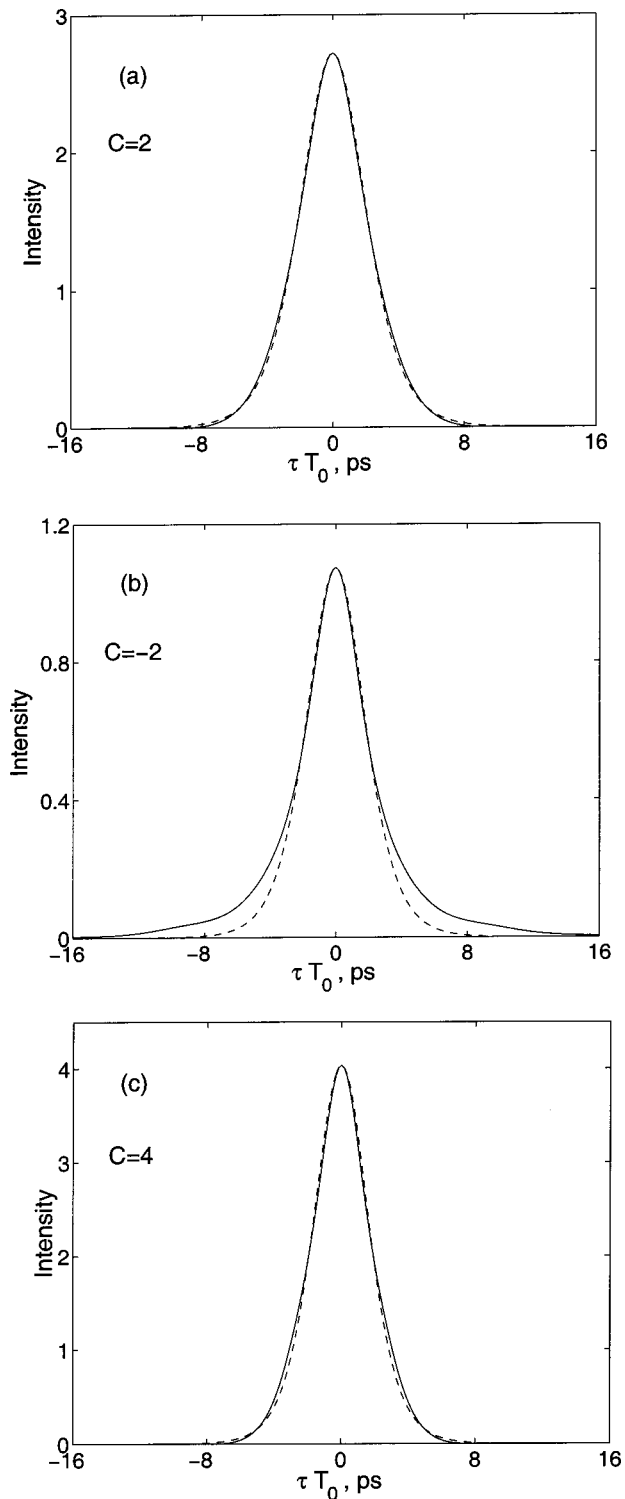 3
(a)
C=2
2
Intensity
1
0
-16 -8 0 8 16
τ T0 , ps
1.2
(b)
C=-2
0.8
Intensity
0.4
0
-16 -8 0 8 16
τ T0 , ps
4
(c)
C=4
3
Intensity
2
1
0
-16 -8 0 8 16
τ T0 , ps